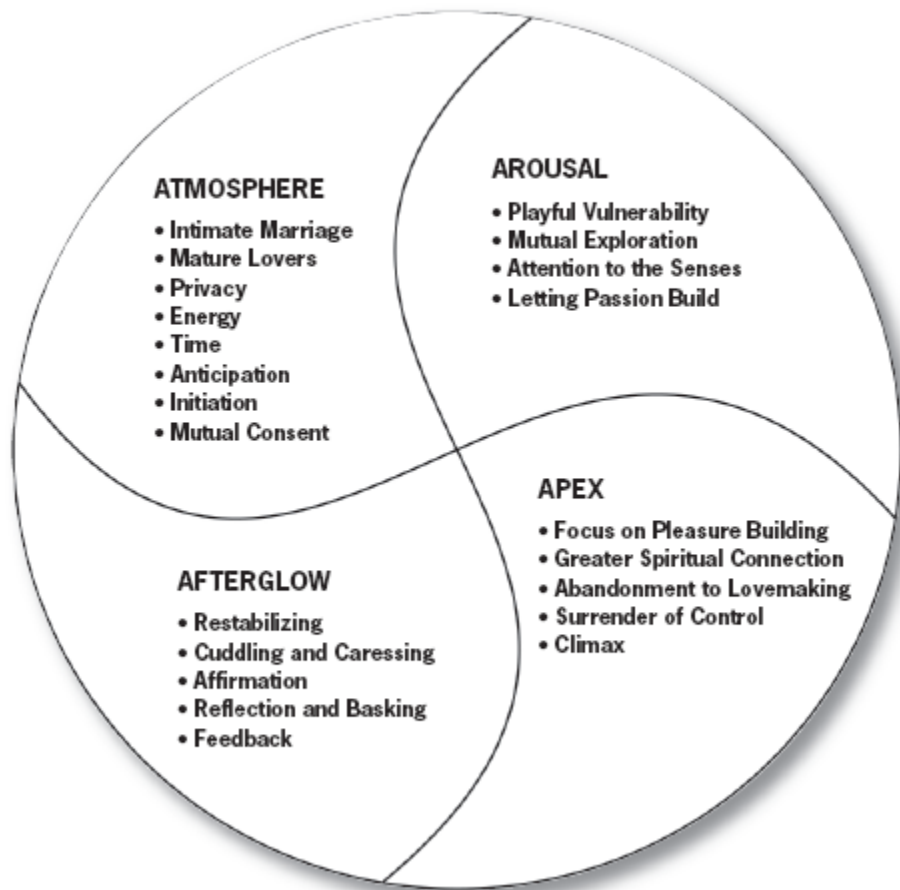 ATMOSPHERE
• Intimate Marriage
• Mature Lovers
• Privacy
• Energy
• Time
• Anticipation
• Initiation
• Mutual Consent
AROUSAL
• Playful Vulnerability
• Mutual Exploration
• Attention to the Senses
• Letting Passion Build
APEX
• Focus on Pleasure Building
• Greater Spiritual Connection
• Abandonment to Lovemaking
• Surrender of Control
• Climax
AFTERGLOW
• Restabilizing
• Cuddling and Caressing
• Affirmation
• Reflection and Basking
• Feedback